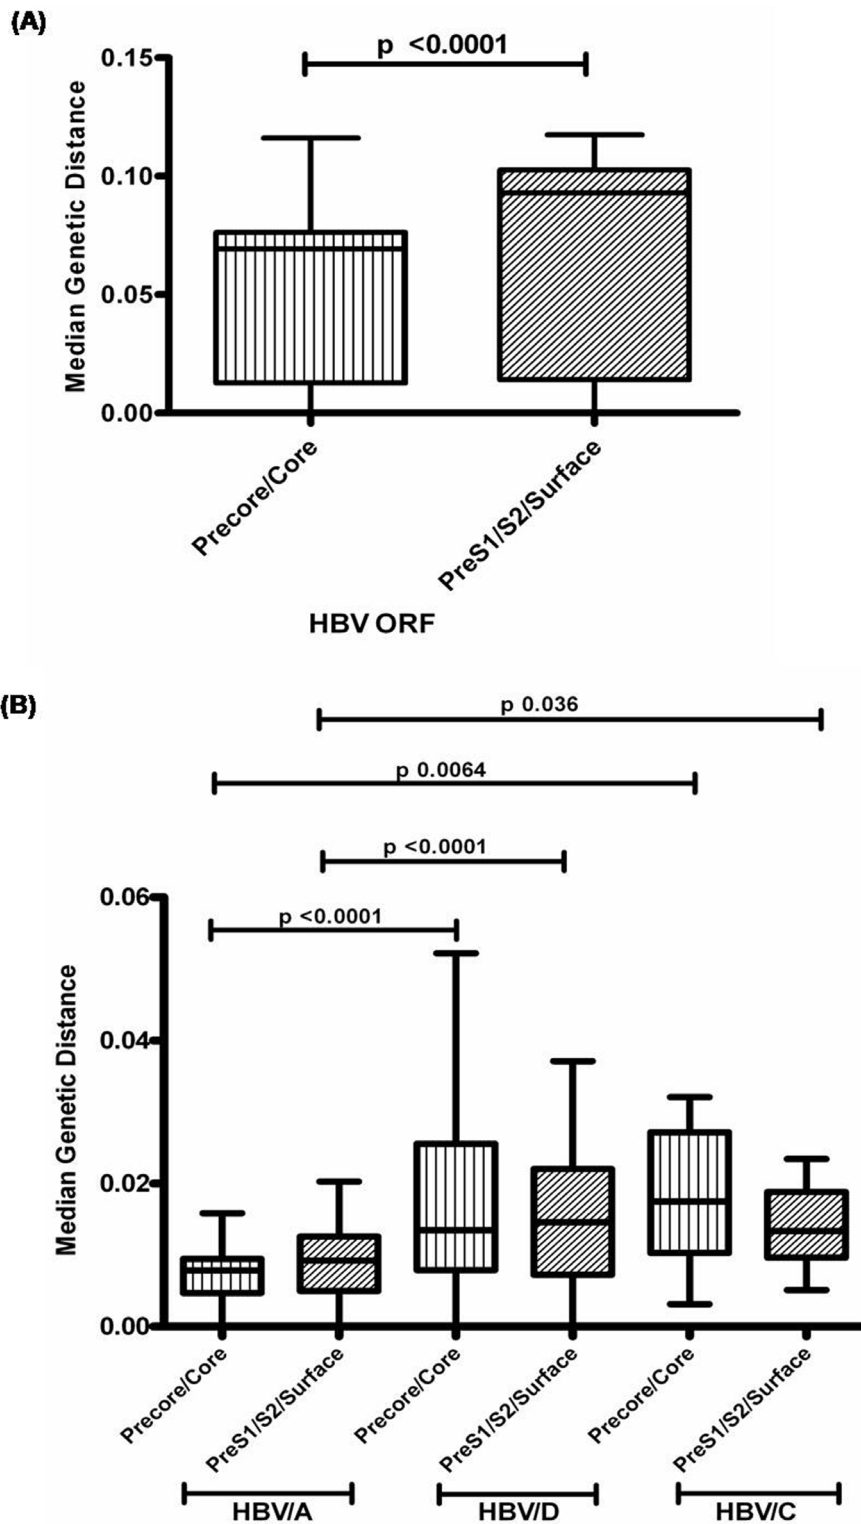 (A)
p <0.0001
0.15
0.10
0.05
0.00
Median Genetic Distance
Precore/Core
PreS1/S2/Surface
HBV ORF
(B)
p 0.036
p 0.0064
p <0.0001
p <0.0001
0.06
0.04
0.02
0.00
Median Genetic Distance
Precore/Core
PreS1/S2/Surface
Precore/Core
PreS1/S2/Surface
Precore/Core
PreS1/S2/Surface
HBV/A
HBV/D
HBV/C